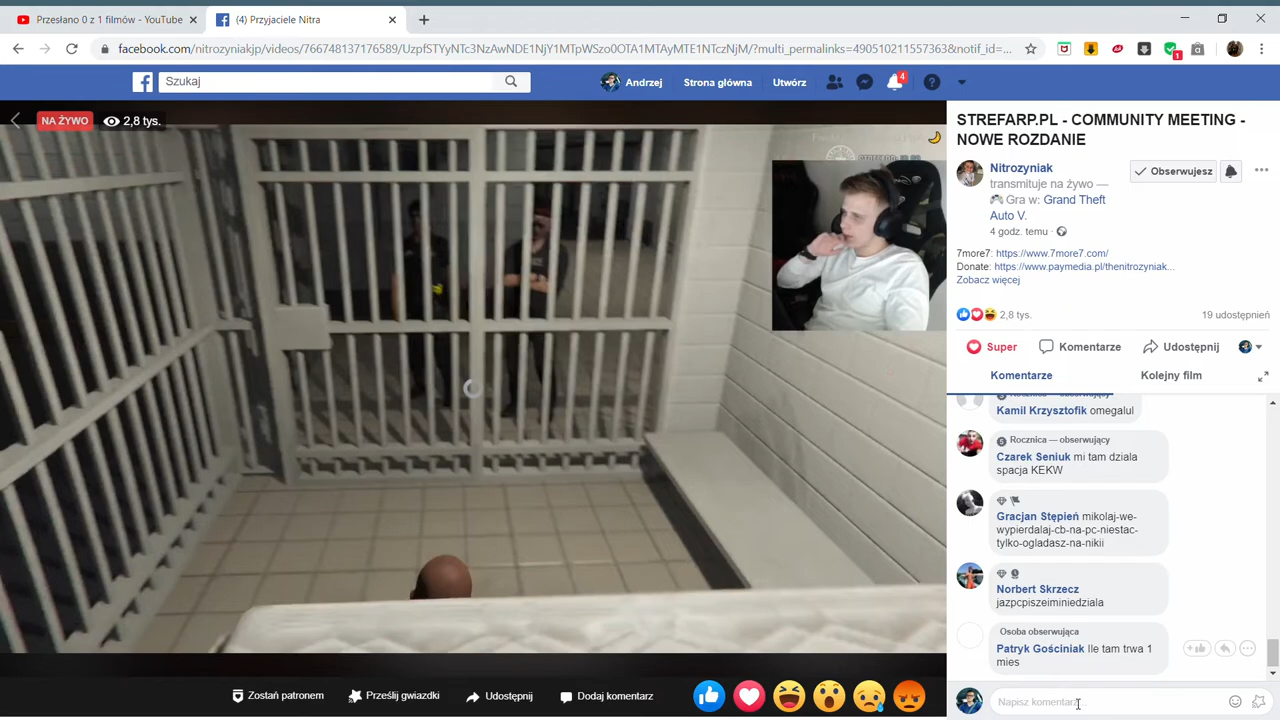 Przesłano 0 z 1 filmów - YouTube
(4) Przyjaciele Nitra
facebook.com/nitrozyniakjp/videos/766748137176589/UzpfSTYyNTc3NzAwNDE1NjY1MTpWSzo0OTA1MTAyMTE1NTczNjM/?multi_permalinks=490510211557363&notif_id=...
1
Szukaj
Andrzej
Strona główna
Utwórz
4
NA ŻYWO
2,8 tys.
STREFARP.PL - COMMUNITY MEETING -
NOWE ROZDANIE
Nitrozyniak
Obserwujesz
transmituje na żywo —
Gra w: Grand Theft
Auto V.
4 godz. temu
7more7: https://www.7more7.com/
Donate: https://www.paymedia.pl/thenitrozyniak...
Zobacz więcej
2,8 tys.
19 udostępnień
Super
Komentarze
Udostępnij
Komentarze
Kolejny film
Rocznica — obserwujący
Kamil Krzysztofik omegalul
Rocznica — obserwujący
Czarek Seniuk mi tam dziala
spacja KEKW
Gracjan Stępień mikolaj-we-
wypierdalaj-cb-na-pc-niestac-
tylko-ogladasz-na-nikii
Norbert Skrzecz
jazpcpiszeiminiedziala
Osoba obserwująca
Patryk Gościniak Ile tam trwa 1
mies
Napisz komentarz...
Zostań patronem
Prześlij gwiazdki
Udostępnij
Dodaj komentarz